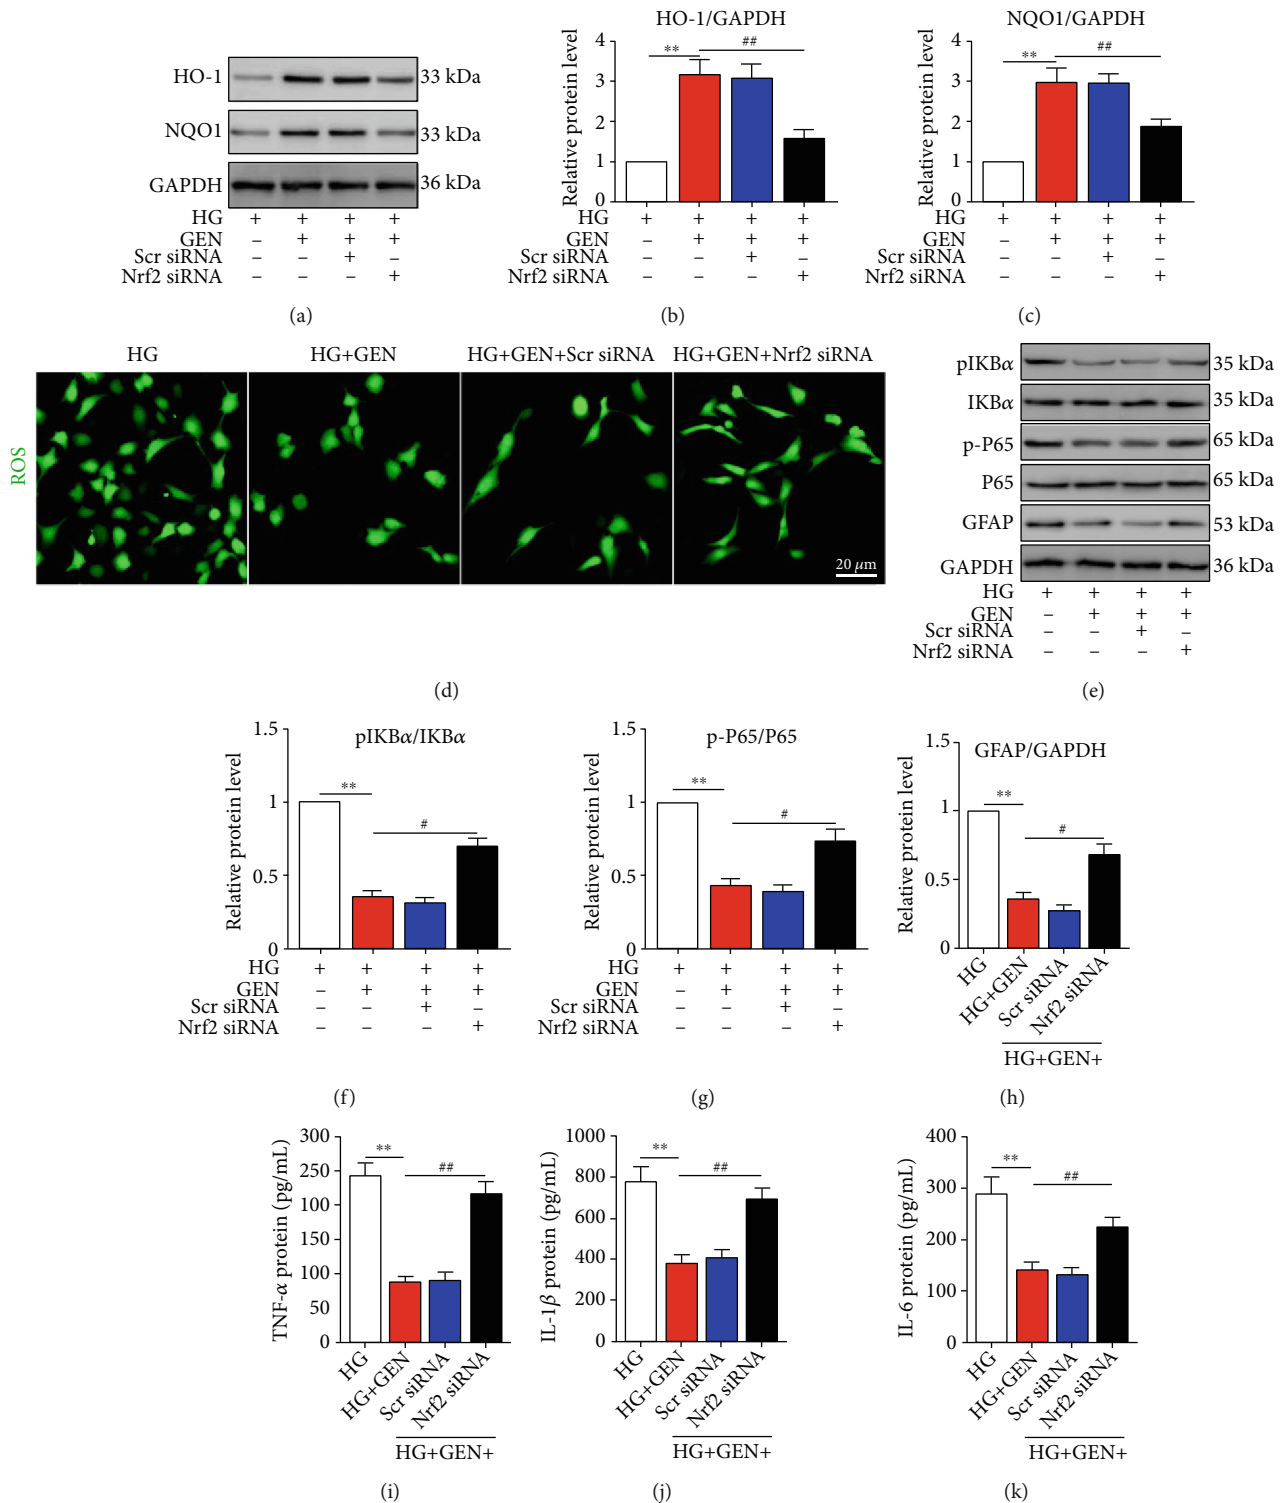 HO-1 33 kDa
NQO1 33 kDa
GAPDH 36 kDa
HG + + + +
GEN – + + +
Scr siRNA – – + –
Nrf2 siRNA – – – +
(a)
HO-1/GAPDH
Relative protein level
4
3
2
1
0
** ##
HG + + + +
GEN – + + +
Scr siRNA – – + –
Nrf2 siRNA – – – +
(b)
NQO1/GAPDH
Relative protein level
4
3
2
1
0
** ##
HG + + + +
GEN – + + +
Scr siRNA – – + –
Nrf2 siRNA – – – +
(c)
HG HG+GEN HG+GEN+Scr siRNA HG+GEN+Nrf2 siRNA
ROS
20 μm
(d)
pIKBα 35 kDa
IKBα 35 kDa
p-P65 65 kDa
P65 65 kDa
GFAP 53 kDa
GAPDH 36 kDa
HG + + + +
GEN – + + +
Scr siRNA – – + –
Nrf2 siRNA – – – +
(e)
pIKBα/IKBα
Relative protein level
1.5
1
0.5
0
** #
HG + + + +
GEN – + + +
Scr siRNA – – + –
Nrf2 siRNA – – – +
(f)
p-P65/P65
Relative protein level
1.5
1
0.5
0
** #
HG + + + +
GEN – + + +
Scr siRNA – – + –
Nrf2 siRNA – – – +
(g)
GFAP/GAPDH
Relative protein level
1.5
1
0.5
0
** #
HG HG+GEN Scr siRNA Nrf2 siRNA
HG+GEN+
(h)
TNF-α protein (pg/mL)
300
250
100
150
100
50
0
** ##
HG HG+GEN Scr siRNA Nrf2 siRNA
HG+GEN+
(i)
IL-1β protein (pg/mL)
1000
800
600
400
200
0
** ##
HG HG+GEN Scr siRNA Nrf2 siRNA
HG+GEN+
(j)
IL-6 protein (pg/mL)
400
300
200
100
0
** ##
HG HG+GEN Scr siRNA Nrf2 siRNA
HG+GEN+
(k)